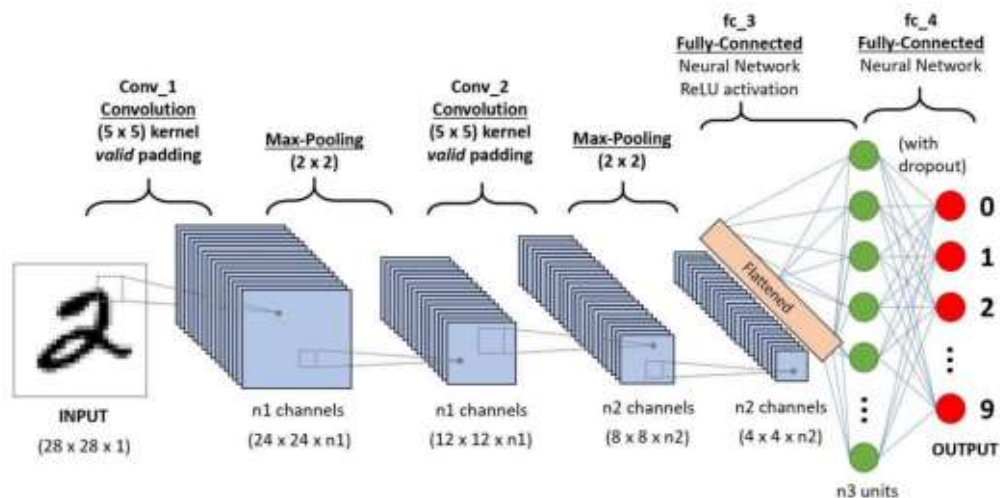 fc_3
Fully-Connected
Neural Network
ReLU activation
fc_4
Fully-Connected
Neural Network
Conv_1
Convolution
(5 x 5) kernel
valid padding
Max-Pooling
(2 x 2)
Conv_2
Convolution
(5 x 5) kernel
valid padding
Max-Pooling
(2 x 2)
(with
dropout)
Flattened
0
1
2
9
INPUT
(28 x 28 x 1)
n1 channels
(24 x 24 x n1)
n1 channels
(12 x 12 x n1)
n2 channels
(8 x 8 x n2)
n2 channels
(4 x 4 x n2)
OUTPUT
n3 units